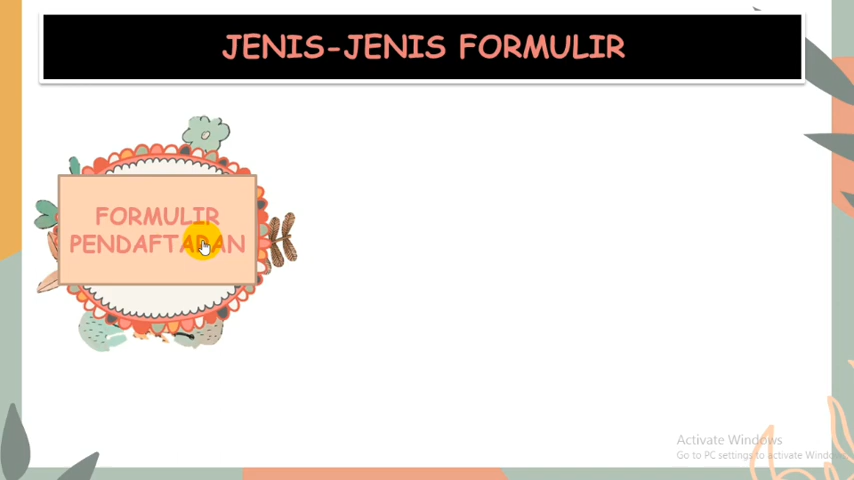 JENIS-JENIS FORMULIR
FORMULIR
PENDAFTARAN
Activate Windows
Go to PC settings to activate Windows.